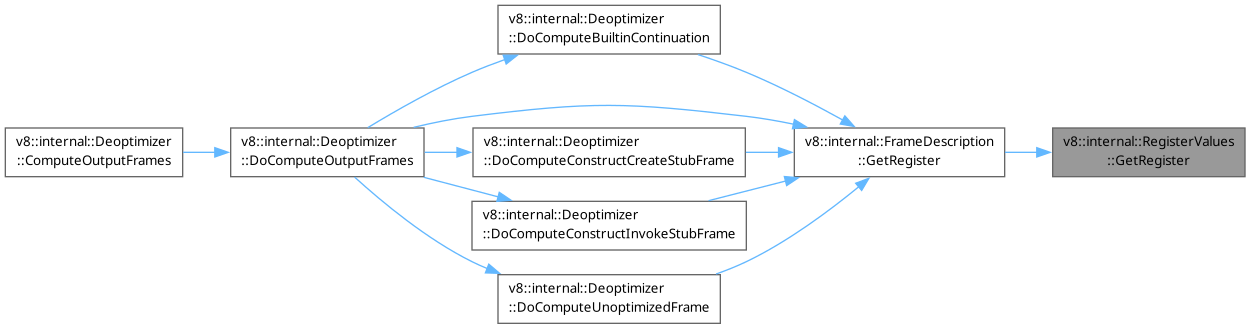 v8::internal::Deoptimizer
::DoComputeBuiltinContinuation
v8::internal::Deoptimizer
::ComputeOutputFrames
v8::internal::Deoptimizer
::DoComputeOutputFrames
v8::internal::Deoptimizer
::DoComputeConstructCreateStubFrame
v8::internal::FrameDescription
::GetRegister
v8::internal::RegisterValues
::GetRegister
v8::internal::Deoptimizer
::DoComputeConstructInvokeStubFrame
v8::internal::Deoptimizer
::DoComputeUnoptimizedFrame